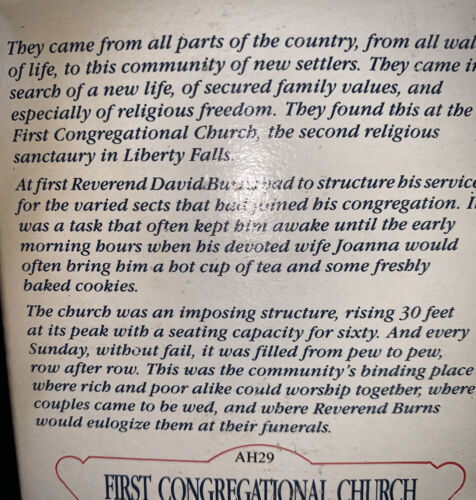 They came from all parts of the country, from all wal
of life, to this community of new settlers. They came in
search of a new life, of secured family values, and
especially of religious freedom. They found this at the
First Congregational Church, the second religious
sanctaury in Liberty Falls.
At first Reverend David Burns had to structure his service
for the varied sects that had joined his congregation. I
was a task that often kept him awake until the early
morning hours when his devoted wife Joanna would
often bring him a hot cup of tea and some freshly
baked cookies.
The church was an imposing structure, rising 30 feet
at its peak with a seating capacity for sixty. And every
Sunday, without fail, it was filled from pew to pew,
row after row. This was the community's binding place
where rich and poor alike could worship together, where
couples came to be wed, and where Reverend Burns
would eulogize them at their funerals.
AH29
FIRST CONGREGATIONAL CHURCH